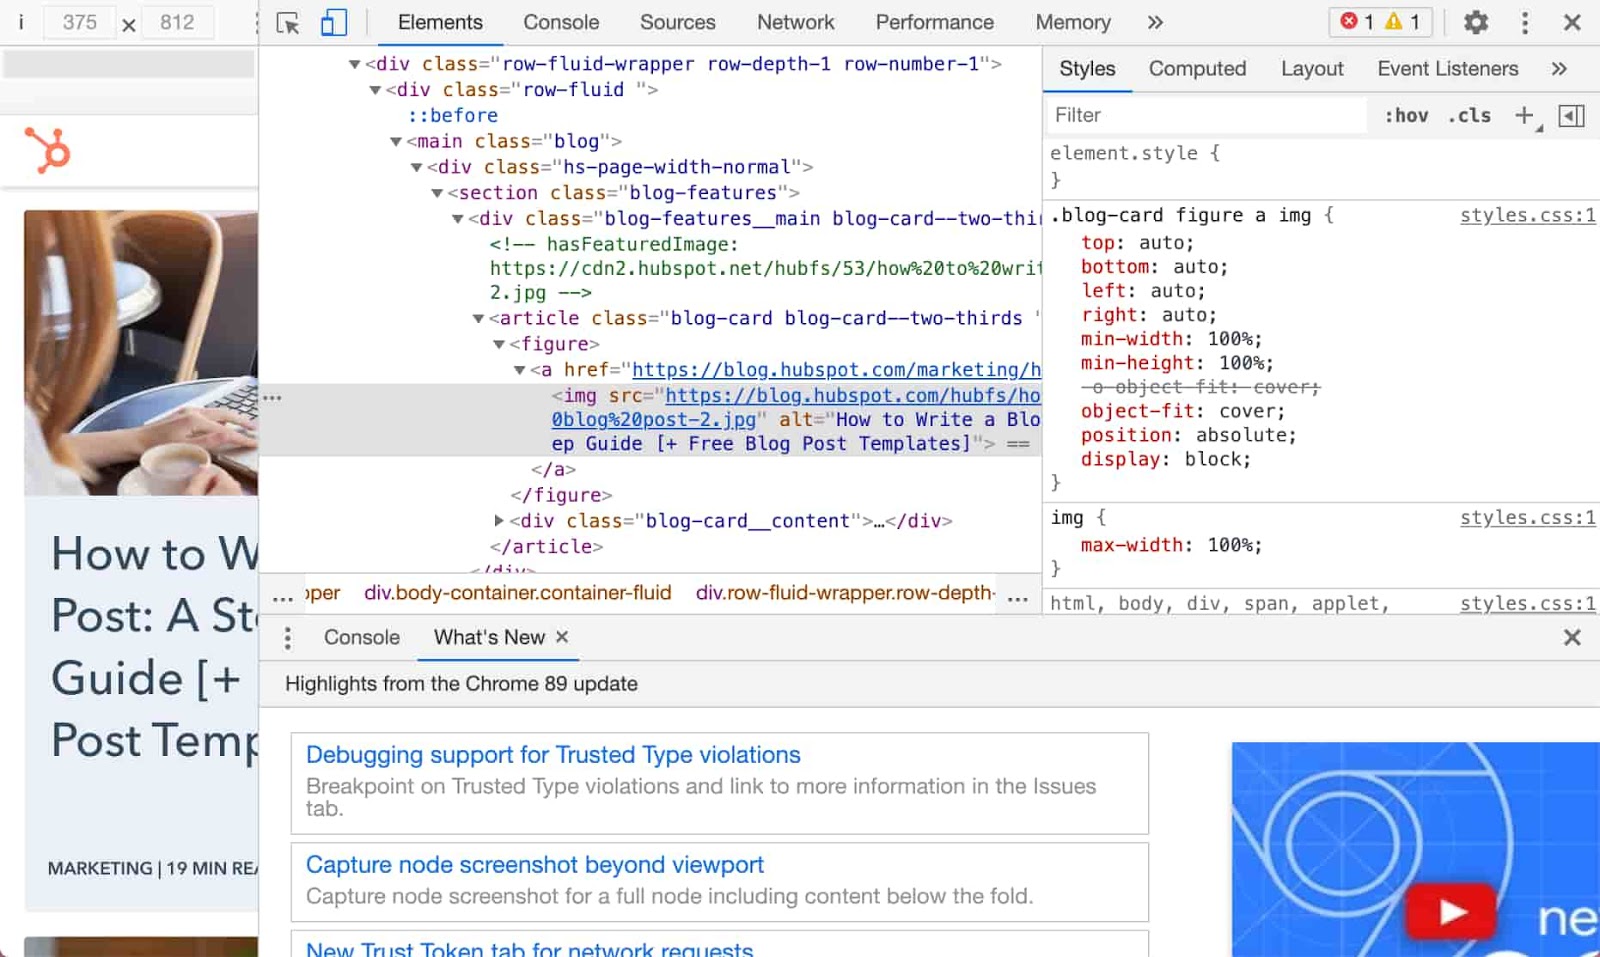 i 375 × 812
Elements Console Sources Network Performance Memory » 1 1
<div class="row-fluid-wrapper row-depth-1 row-number-1">
<div class="row-fluid ">
::before
<main class="blog">
<div class="hs-page-width-normal">
<section class="blog-features">
<div class="blog-features__main blog-card--two-thir
<!-- hasFeaturedImage:
https://cdn2.hubspot.net/hubfs/53/how%20to%20writ
2.jpg -->
<article class="blog-card blog-card--two-thirds "
<figure>
<a href="https://blog.hubspot.com/marketing/h
… <img src="https://blog.hubspot.com/hubfs/ho
0blog%20post-2.jpg" alt="How to Write a Blo
ep Guide [+ Free Blog Post Templates]"> ==
</a>
</figure>
<div class="blog-card__content">…</div>
</article>
</div>
... pper div.body-container.container-fluid div.row-fluid-wrapper.row-depth- ...
Styles Computed Layout Event Listeners »
Filter :hov .cls +
element.style {
}
.blog-card figure a img { styles.css:1
top: auto;
bottom: auto;
left: auto;
right: auto;
min-width: 100%;
min-height: 100%;
-o-object-fit: cover;
object-fit: cover;
position: absolute;
display: block;
}
img { styles.css:1
max-width: 100%;
}
html, body, div, span, applet, styles.css:1
How to W
Post: A St
Guide [+
Post Temp
MARKETING | 19 MIN REA
Console What's New ×
Highlights from the Chrome 89 update
Debugging support for Trusted Type violations
Breakpoint on Trusted Type violations and link to more information in the Issues
tab.
Capture node screenshot beyond viewport
Capture node screenshot for a full node including content below the fold.
New Trust Token tab for network requests
ne